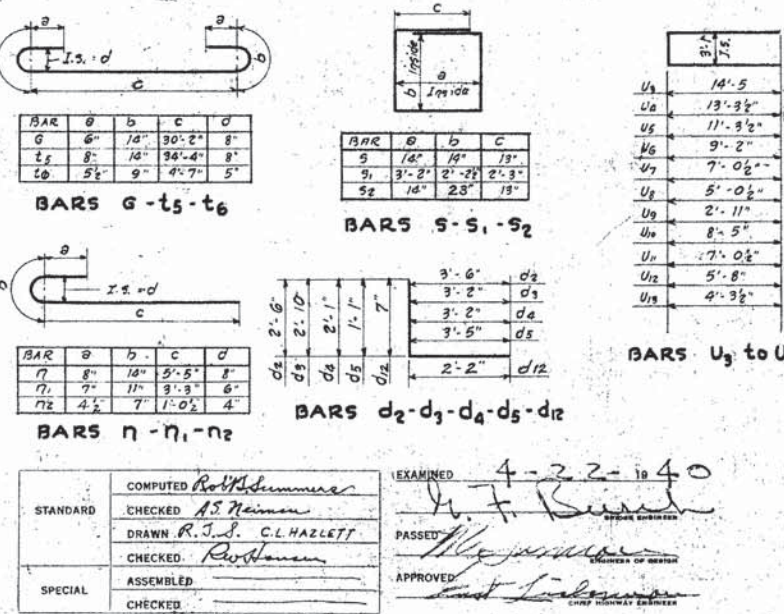 a a
I.S. = d b
c
BAR a b c d
G 6" 14" 30'-2" 8"
t5 8" 14" 34'-4" 8"
t6 5½" 9" 4'-7" 5"
BARS G-t5-t6
c
b Inside
a
Inside
BAR a b c
S 14" 14" 13"
S1 3'-2" 2'-2½" 2'-3"
S2 14" 23" 13"
BARS S-S1-S2
3'-1"
I.S.
U3 14'-5
U4 13'-3½"
U5 11'-3½"
U6 9'-2"
U7 7'-0½"
U8 5'-0½"
U9 2'-11"
U10 8'-5"
U11 7'-0½"
U12 5'-8"
U13 4'-3½"
BARS U3 to U
a
b I.S. = d
c
BAR a b c d
n 8" 14" 5'-5" 8"
n1 7" 11" 3'-3" 6"
n2 4½" 7" 1'-0½" 4"
BARS n-n1-n2
2'-6" 2'-10 2'-1" 1'-1" 7"
3'-6" d2
3'-2" d3
3'-2" d4
3'-5" d5
2'-2" d12
d2 d3 d4 d5 d12
BARS d2-d3-d4-d5-d12
STANDARD
COMPUTED Rob't B. Summers
CHECKED A.S. Neiman
DRAWN R.J.S. C.L. HAZLETT
CHECKED
SPECIAL
ASSEMBLED
CHECKED
EXAMINED 4-22-1940
BRIDGE ENGINEER
PASSED
ENGINEER OF DESIGN
APPROVED
CHIEF HIGHWAY ENGINEER